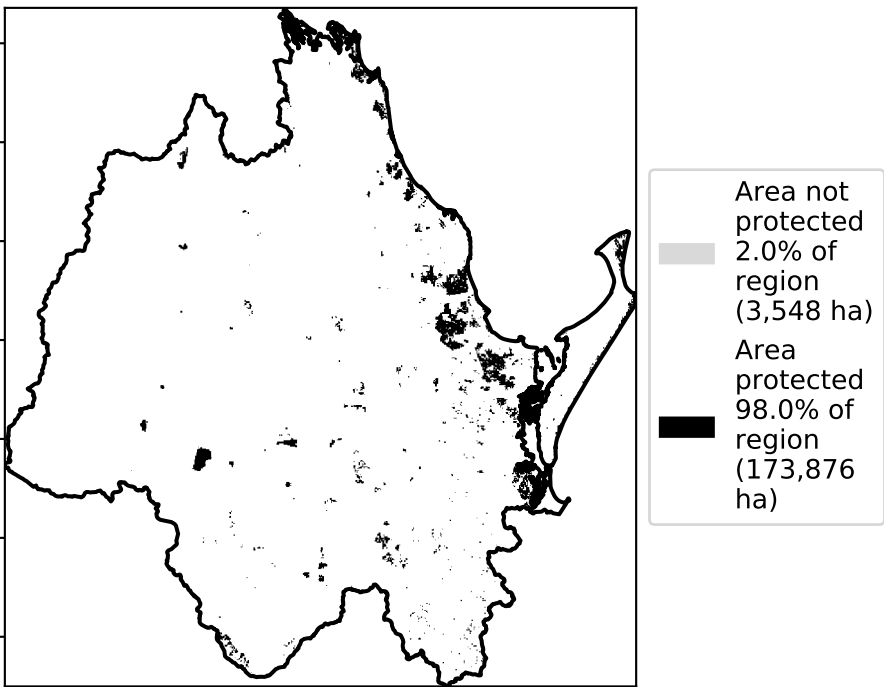 Area not
protected
2.0% of
region
(3,548 ha)
Area
protected
98.0% of
region
(173,876
ha)